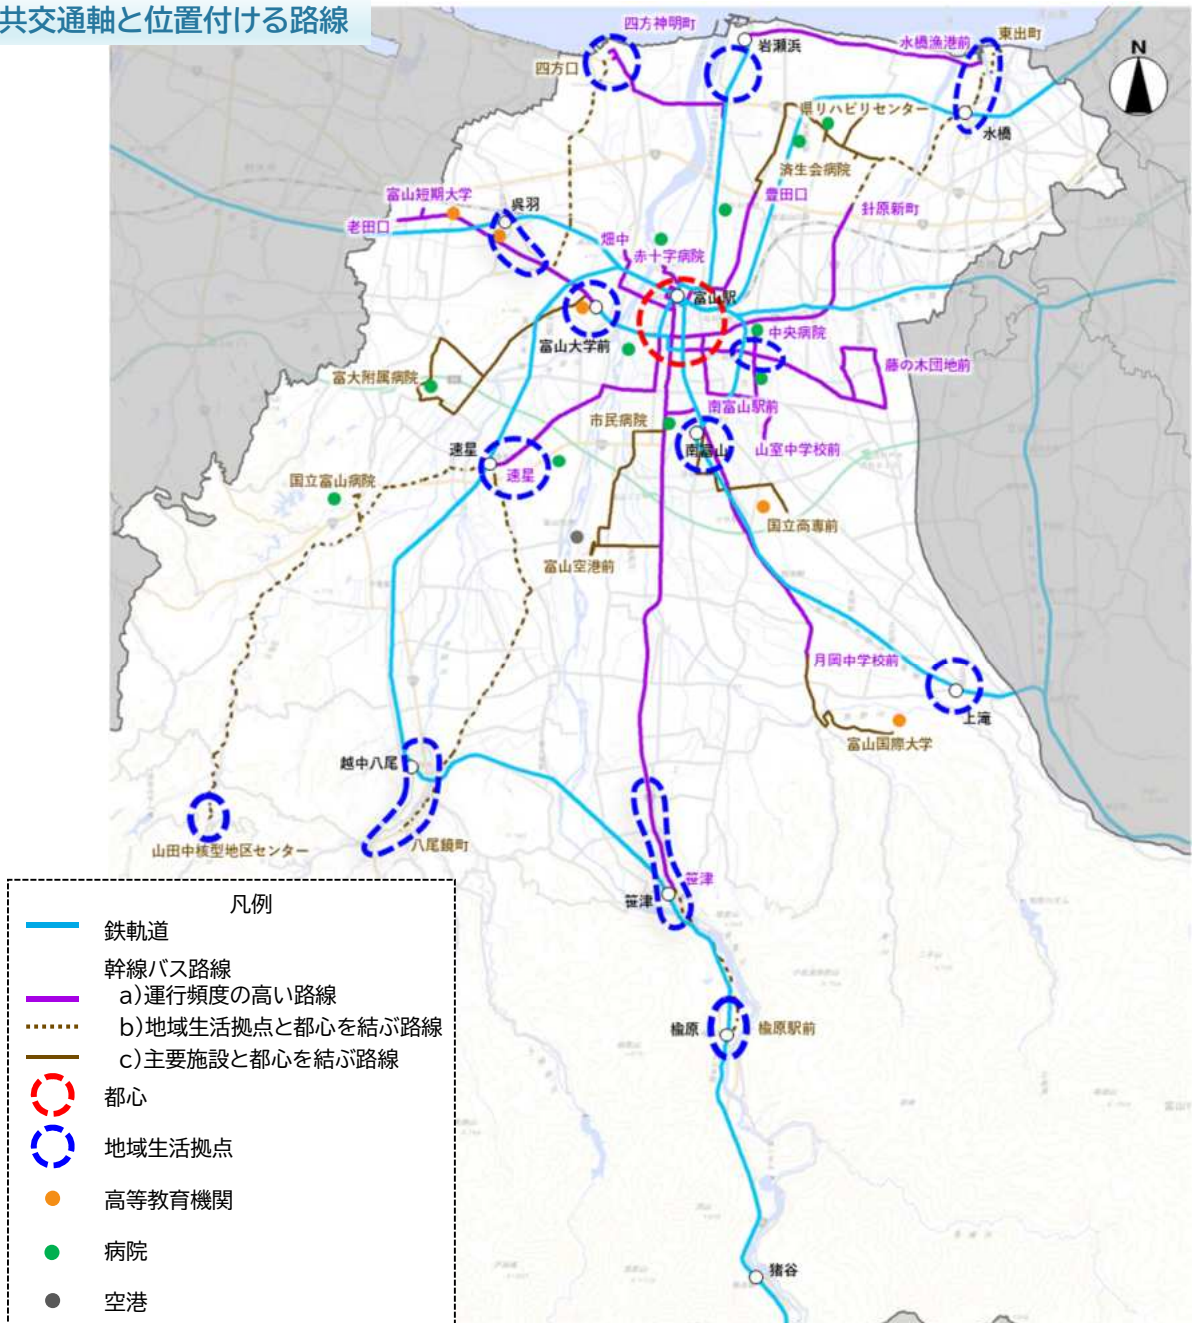 共交通軸と位置付ける路線
四方神明町
岩瀬浜
水橋漁港前
東出町
四方口
N
県リハビリセンター
水橋
済生会病院
富山短期大学
呉羽
豊田口
針原新町
老田口
畑中
赤十字病院
富山駅
中央病院
富山大学前
藤の木団地前
富大附属病院
南富山駅前
市民病院
山室中学校前
速星
南富山
速星
国立富山病院
国立高専前
富山空港前
月岡中学校前
上滝
富山国際大学
越中八尾
山田中核型地区センター
八尾鏡町
笹津
笹津
楡原
楡原駅前
猪谷
凡例
鉄軌道
幹線バス路線
a)運行頻度の高い路線
b)地域生活拠点と都心を結ぶ路線
c)主要施設と都心を結ぶ路線
都心
地域生活拠点
高等教育機関
病院
空港